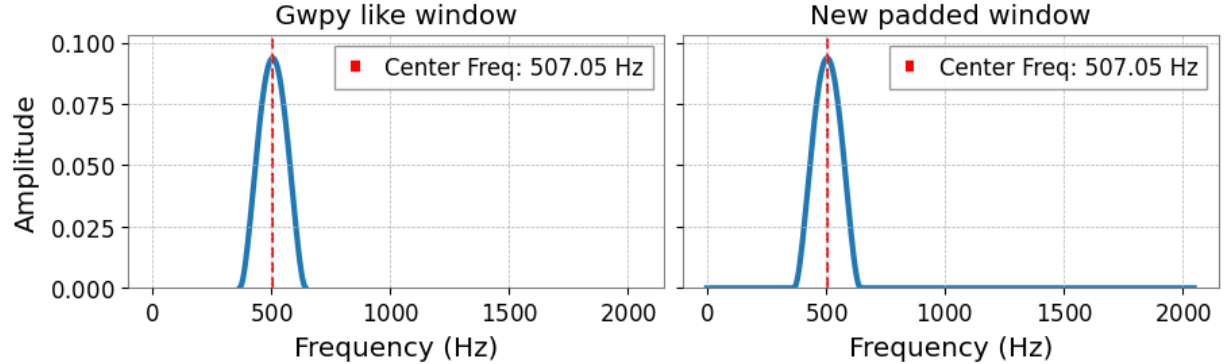 Gwpy like window
New padded window
Center Freq: 507.05 Hz
Center Freq: 507.05 Hz
Amplitude
0.100
0.075
0.050
0.025
0.000
0 500 1000 1500 2000
0 500 1000 1500 2000
Frequency (Hz)
Frequency (Hz)